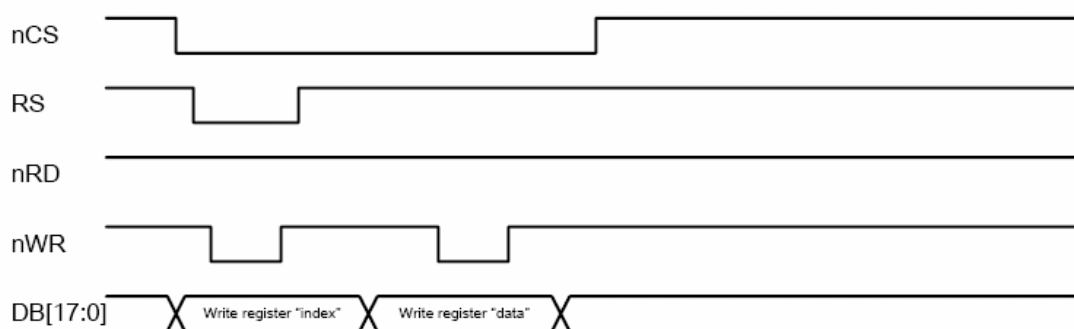 nCS
RS
nRD
nWR
DB[17:0]
Write register "index" Write register "data"